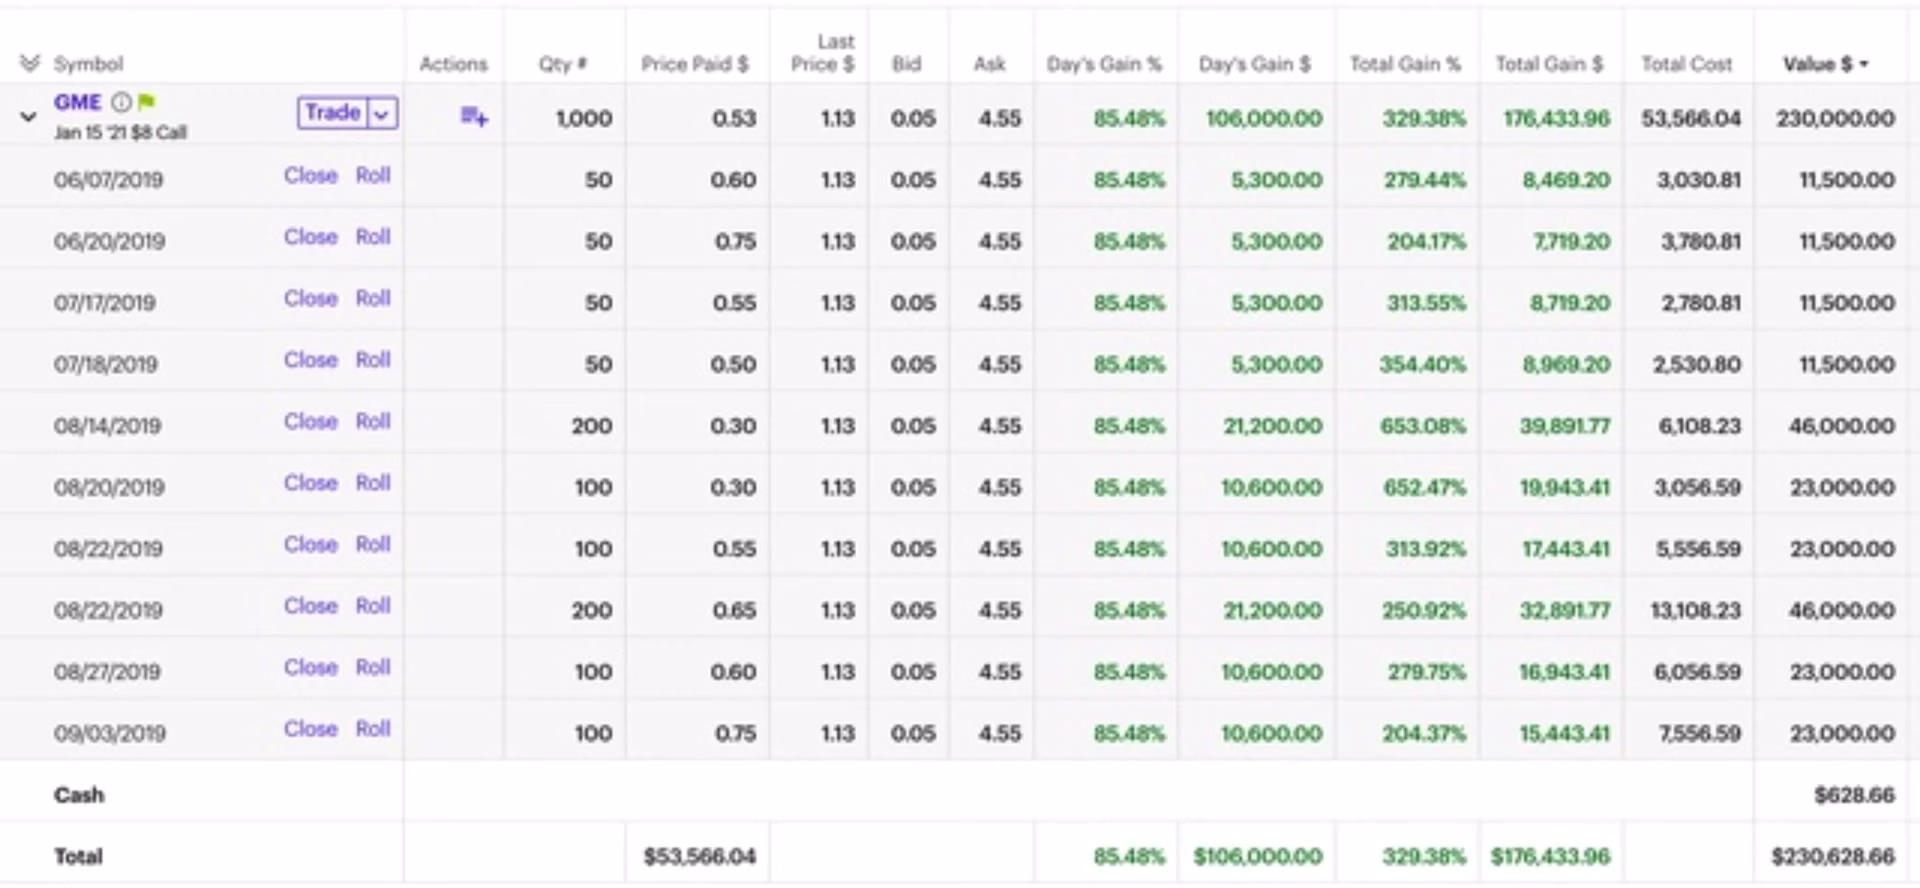 Symbol Actions Qty # Price Paid $ Last Price $ Bid Ask Day's Gain % Day's Gain $ Total Gain % Total Gain $ Total Cost Value $
GME Trade 1,000 0.53 1.13 0.05 4.55 85.48% 106,000.00 329.38% 176,433.96 53,566.04 230,000.00
Jan 15 '21 $8 Call
06/07/2019 Close Roll 50 0.60 1.13 0.05 4.55 85.48% 5,300.00 279.44% 8,469.20 3,030.81 11,500.00
06/20/2019 Close Roll 50 0.75 1.13 0.05 4.55 85.48% 5,300.00 204.17% 7,719.20 3,780.81 11,500.00
07/17/2019 Close Roll 50 0.55 1.13 0.05 4.55 85.48% 5,300.00 313.55% 8,719.20 2,780.81 11,500.00
07/18/2019 Close Roll 50 0.50 1.13 0.05 4.55 85.48% 5,300.00 354.40% 8,969.20 2,530.80 11,500.00
08/14/2019 Close Roll 200 0.30 1.13 0.05 4.55 85.48% 21,200.00 653.08% 39,891.77 6,108.23 46,000.00
08/20/2019 Close Roll 100 0.30 1.13 0.05 4.55 85.48% 10,600.00 652.47% 19,943.41 3,056.59 23,000.00
08/22/2019 Close Roll 100 0.55 1.13 0.05 4.55 85.48% 10,600.00 313.92% 17,443.41 5,556.59 23,000.00
08/22/2019 Close Roll 200 0.65 1.13 0.05 4.55 85.48% 21,200.00 250.92% 32,891.77 13,108.23 46,000.00
08/27/2019 Close Roll 100 0.60 1.13 0.05 4.55 85.48% 10,600.00 279.75% 16,943.41 6,056.59 23,000.00
09/03/2019 Close Roll 100 0.75 1.13 0.05 4.55 85.48% 10,600.00 204.37% 15,443.41 7,556.59 23,000.00
Cash $628.66
Total $53,566.04 85.48% $106,000.00 329.38% $176,433.96 $230,628.66